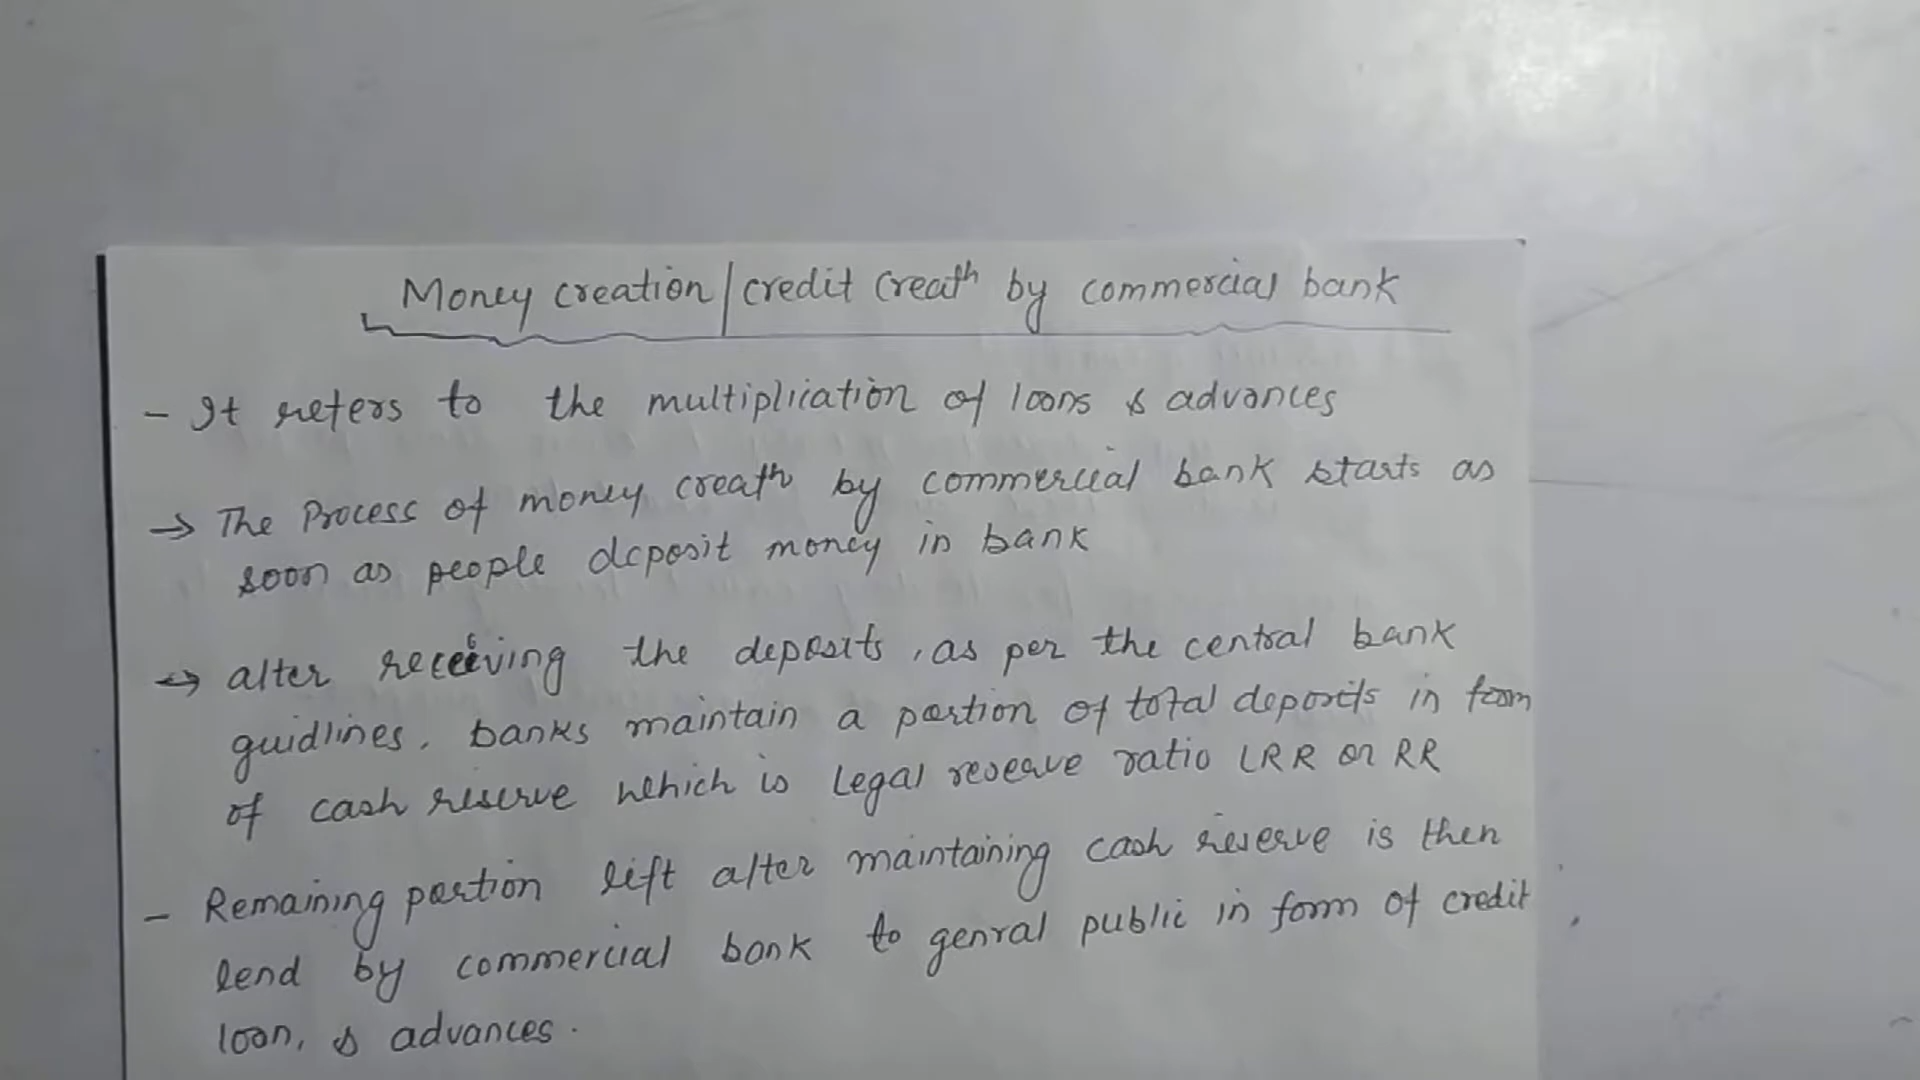 Money creation/credit creatn by commercial bank
- It refers to the multiplication of loans & advances
→ The Process of money creatn by commercial bank starts as
soon as people deposit money in bank
→ after receiving the deposits, as per the central bank
guidlines, banks maintain a portion of total deposits in form
of cash reserve which is Legal reserve ratio LRR or RR
- Remaining portion left after maintaining cash reserve is then
lend by commercial bank to genral public in form of credit
loan, & advances.